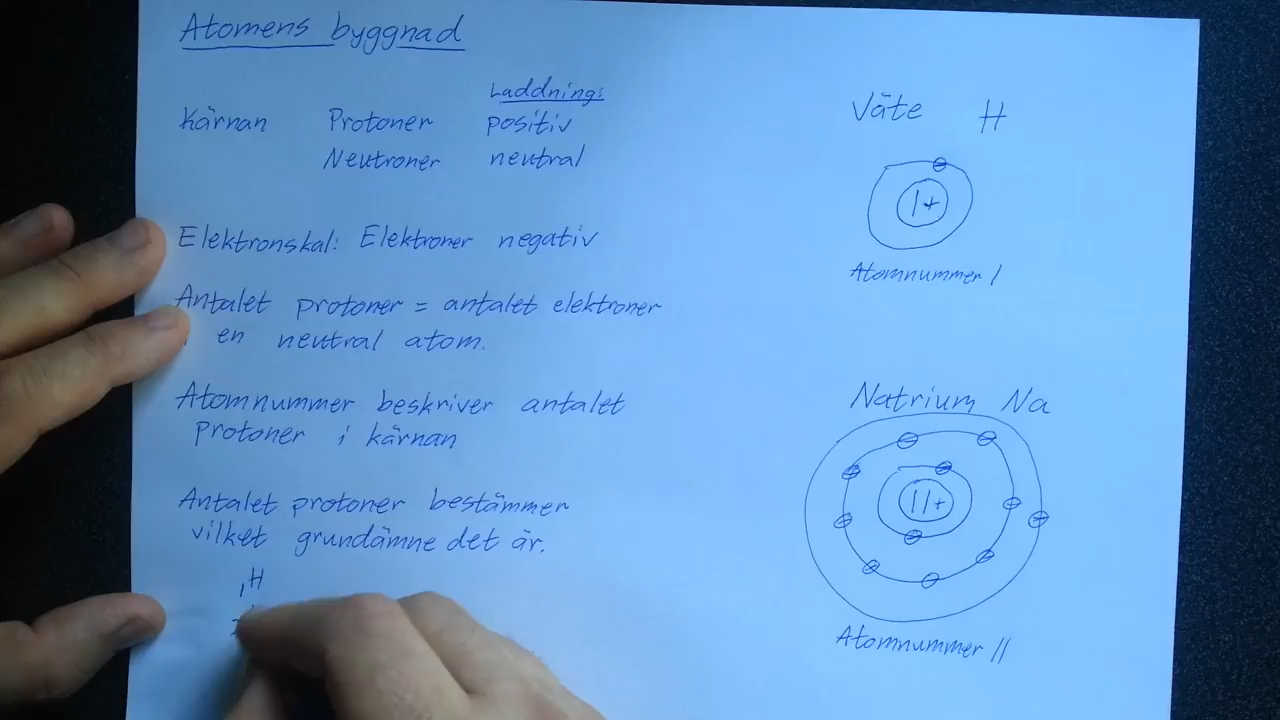 Atomens byggnad
Laddning:
Kärnan Protoner positiv
Neutroner neutral
Elektronskal: Elektroner negativ
Antalet protoner = antalet elektroner
en neutral atom.
Atomnummer beskriver antalet
protoner i kärnan
Antalet protoner bestämmer
vilket grundämne det är.
₁H
Väte H
1+
Atomnummer 1
Natrium Na
11+
Atomnummer 11